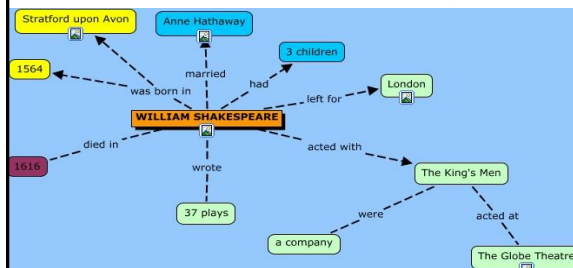 Stratford upon Avon
Anne Hathaway
3 children
1564
married
had
London
was born in
left for
WILLIAM SHAKESPEARE
died in
acted with
1616
wrote
The King's Men
37 plays
were
acted at
a company
The Globe Theatre